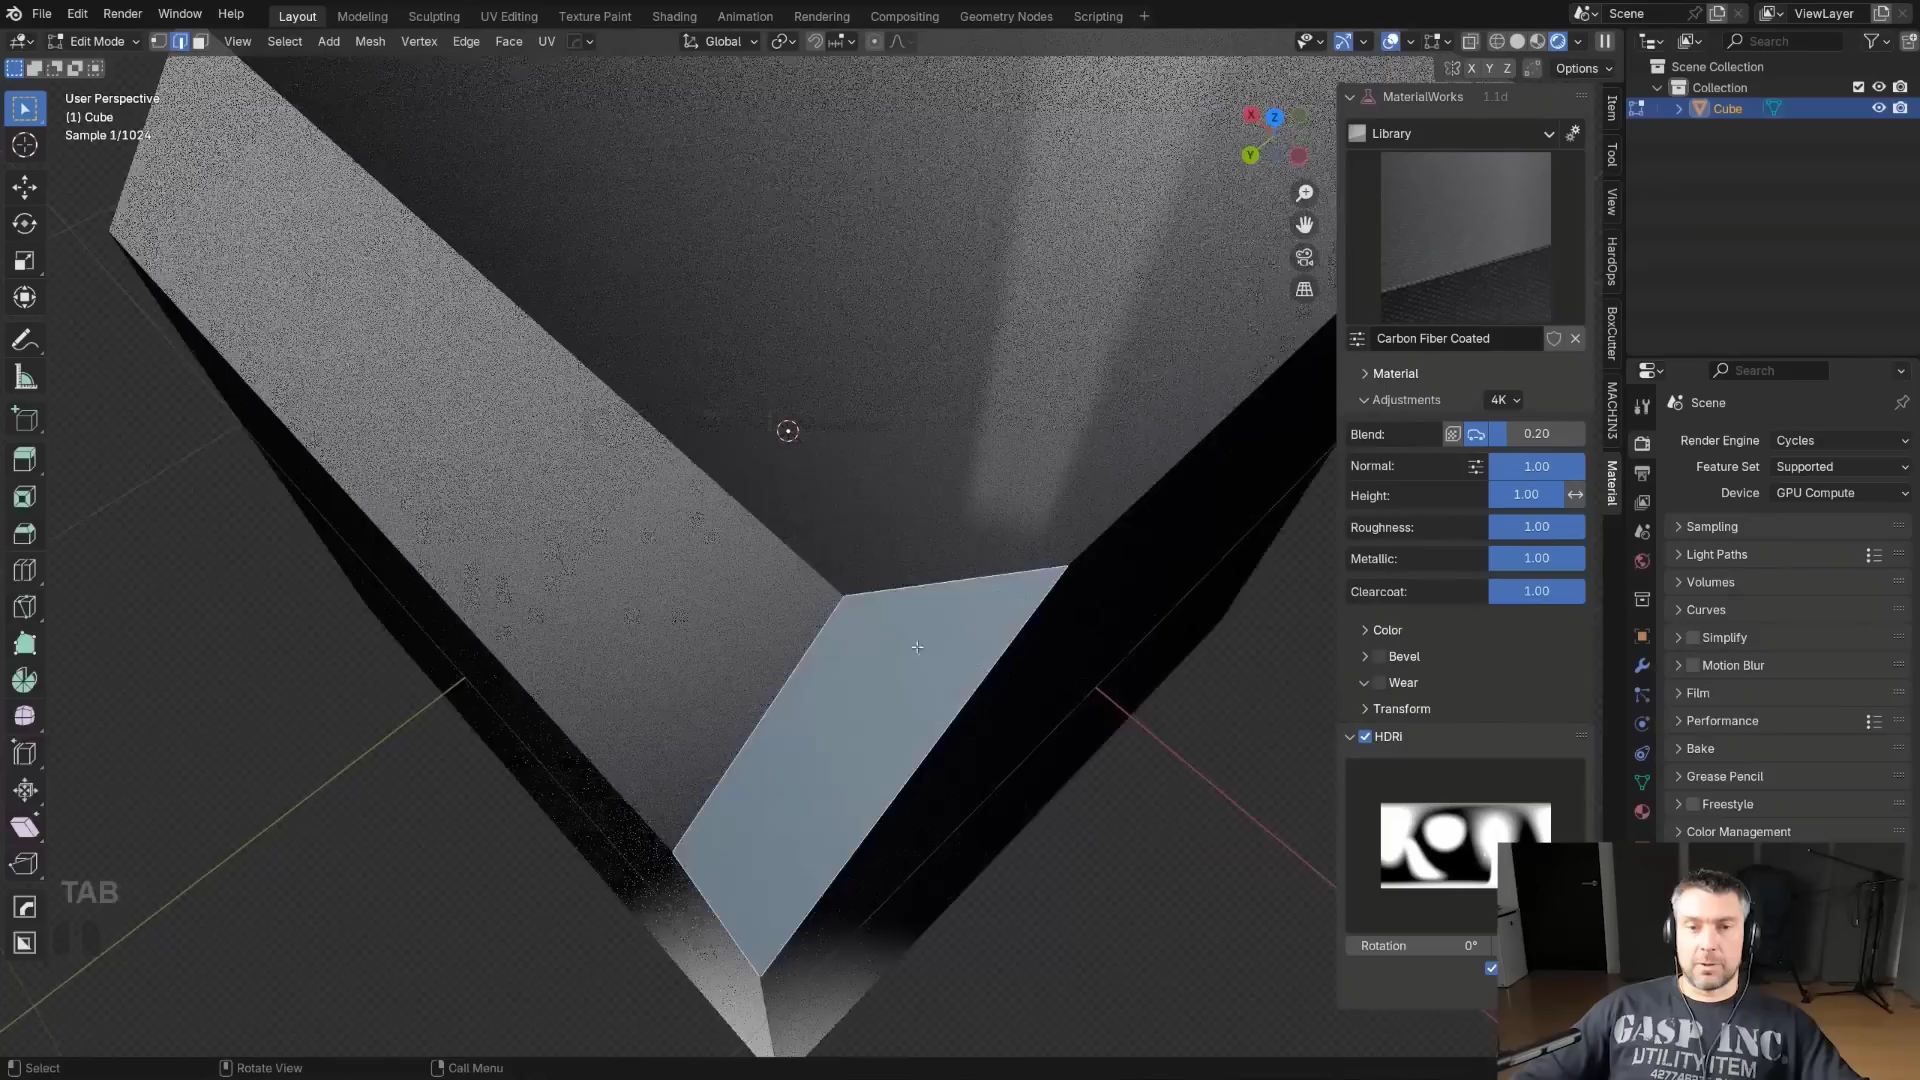 File Edit Render Window Help Layout Modeling Sculpting UV Editing Texture Paint Shading Animation Rendering Compositing Geometry Nodes Scripting + Scene ViewLayer
Edit Mode View Select Add Mesh Vertex Edge Face UV Global Search
X Y Z Options
User Perspective
(1) Cube
Sample 1/1024
Scene Collection
Collection
Cube
X
Z
Y
MaterialWorks 1.1d
Library
Carbon Fiber Coated
Material
Adjustments 4K
Blend: 0.20
Normal: 1.00
Height: 1.00
Roughness: 1.00
Metallic: 1.00
Clearcoat: 1.00
Color
Bevel
Wear
Transform
HDRi
Rotation 0°
Item
Tool
View
HardOps
BoxCutter
MACHIN3
Material
Search
Scene
Render Engine Cycles
Feature Set Supported
Device GPU Compute
Sampling
Light Paths
Volumes
Curves
Simplify
Motion Blur
Film
Performance
Bake
Grease Pencil
Freestyle
Color Management
TAB
GASP INC.
UTILITY ITEM
Select Rotate View Call Menu